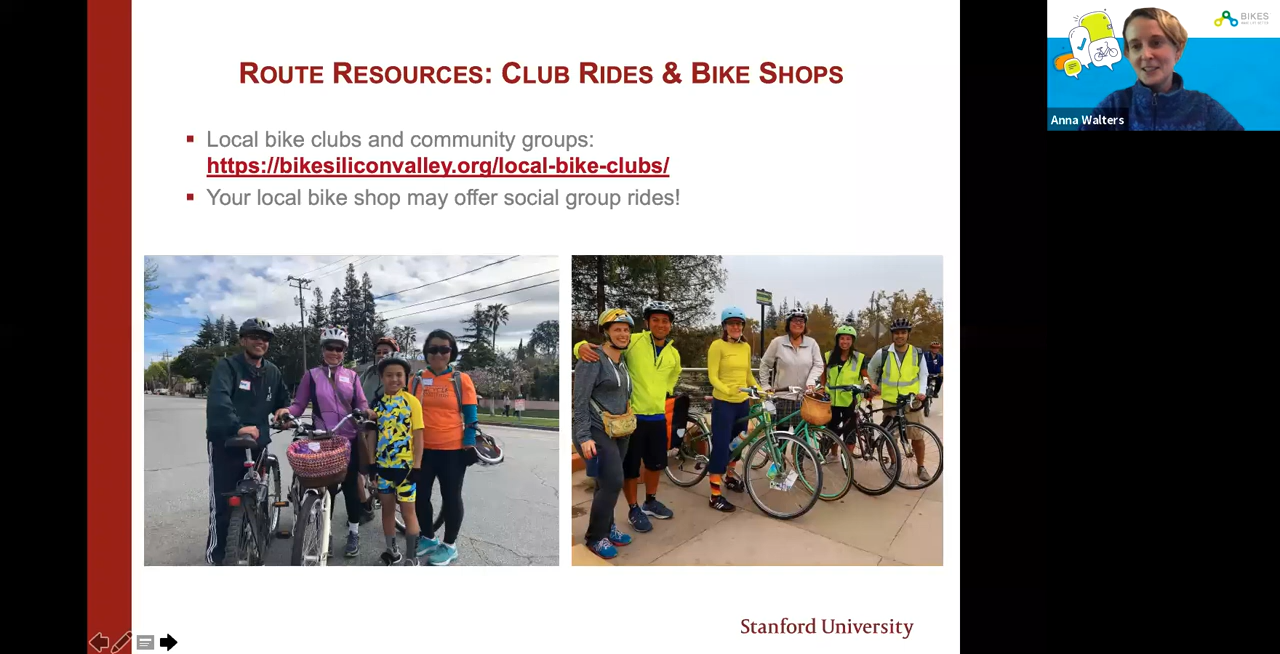 ROUTE RESOURCES: CLUB RIDES & BIKE SHOPS
Local bike clubs and community groups:
https://bikesiliconvalley.org/local-bike-clubs/
Your local bike shop may offer social group rides!
Stanford University
BIKES
Anna Walters